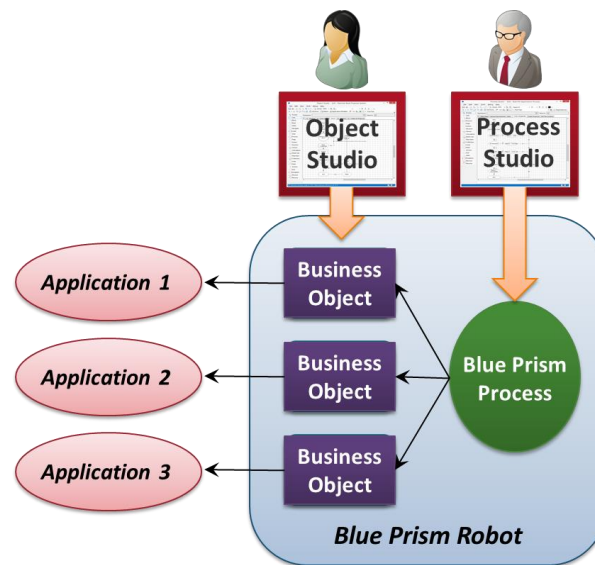 Object
Studio
Process
Studio
Application 1
Business
Object
Application 2
Business
Object
Blue Prism
Process
Application 3
Business
Object
Blue Prism Robot